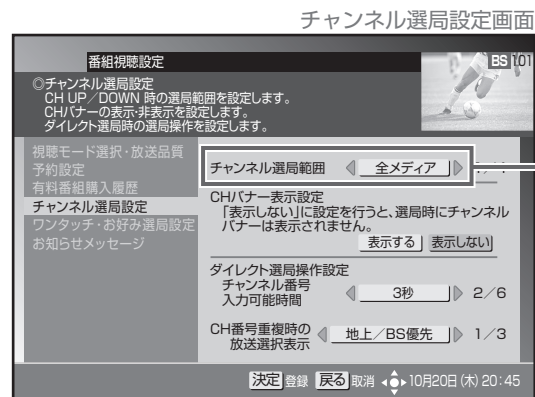 チャンネル選局設定画面
番組視聴設定
BS 101
◎チャンネル選局設定
CH UP／DOWN 時の選局範囲を設定します。
CHバナーの表示・非表示を設定します。
ダイレクト選局時の選局操作を設定します。
視聴モード選択・放送品質
予約設定
有料番組購入履歴
チャンネル選局設定
ワンタッチ・お好み選局設定
お知らせメッセージ
チャンネル選局範囲 全メディア
CHバナー表示設定
「表示しない」に設定を行うと、選局時にチャンネル
バナーは表示されません。
表示する 表示しない
ダイレクト選局操作設定
チャンネル番号
入力可能時間 3秒 2／6
CH番号重複時の
放送選択表示 地上／BS優先 1／3
決定 登録 戻る 取消 10月20日(木) 20:45